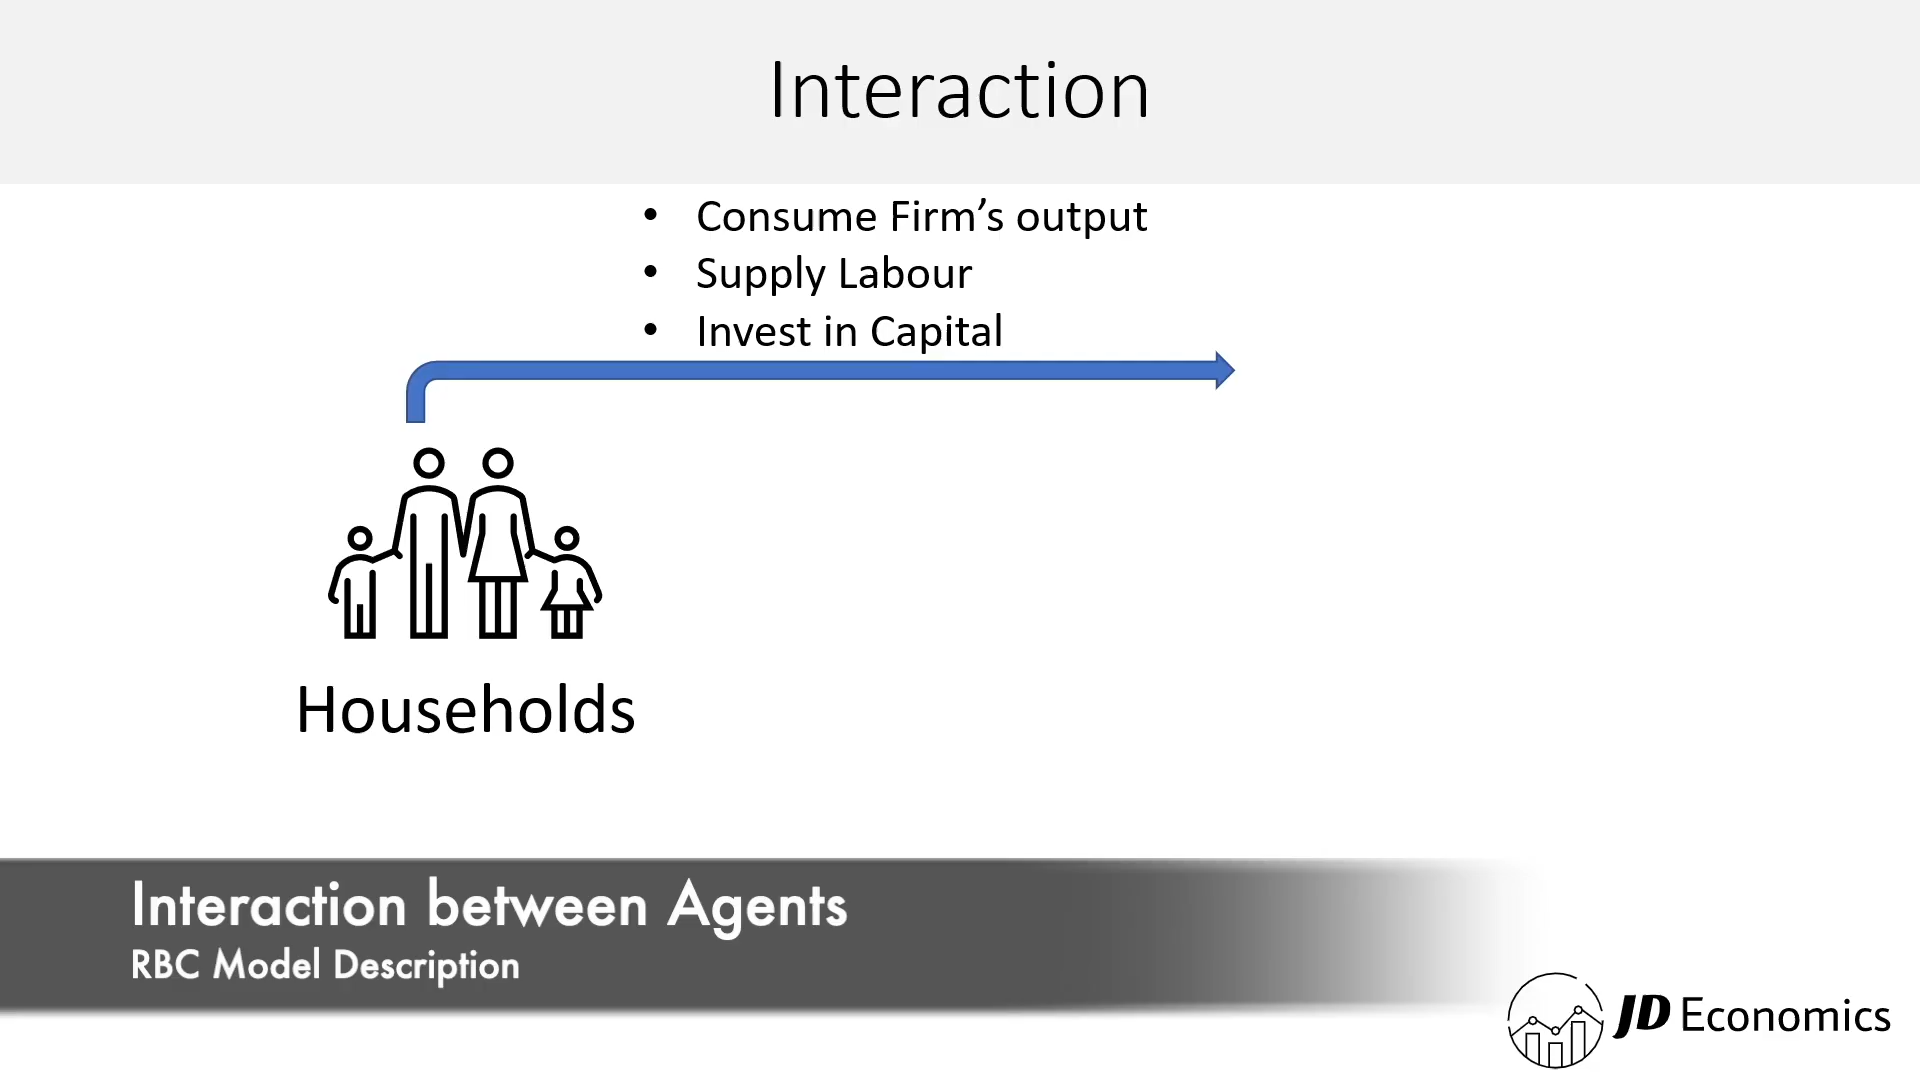 Interaction
• Consume Firm’s output
• Supply Labour
• Invest in Capital
Households
Interaction between Agents
RBC Model Description
JD Economics